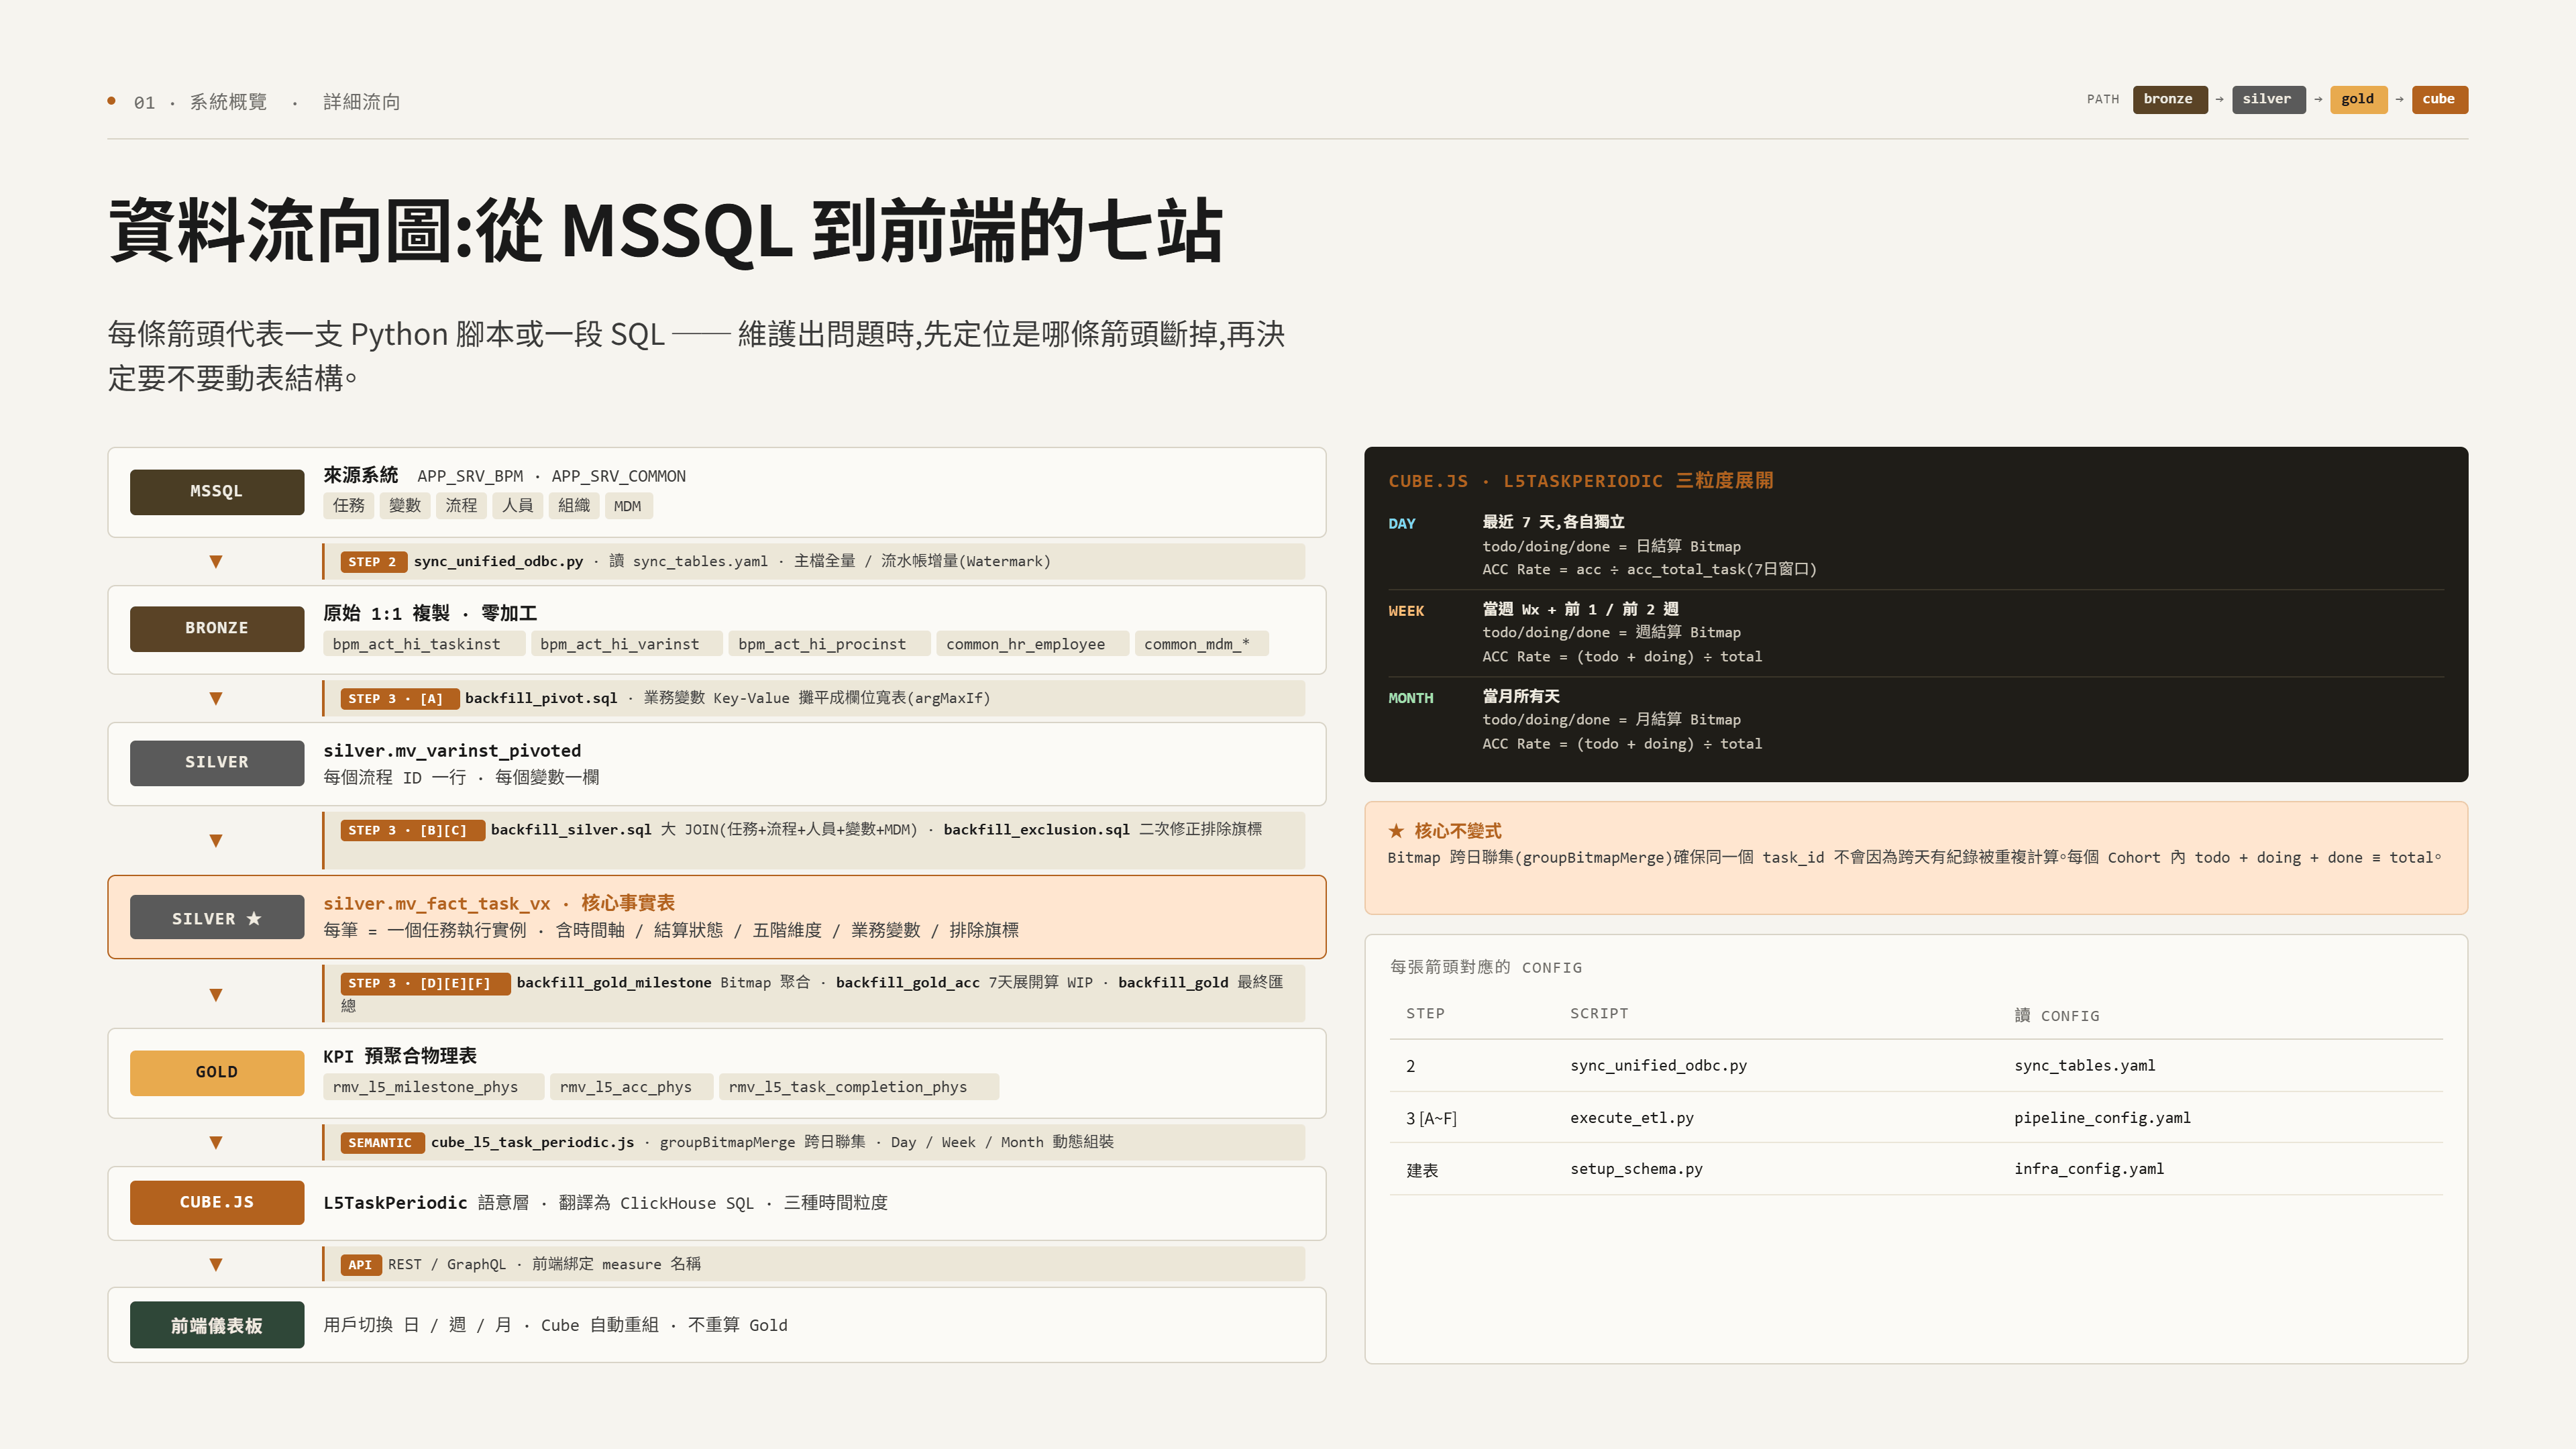 01 · 系統概覽 · 詳細流向
PATH bronze → silver → gold → cube
資料流向圖:從 MSSQL 到前端的七站
每條箭頭代表一支 Python 腳本或一段 SQL —— 維護出問題時,先定位是哪條箭頭斷掉,再決
定要不要動表結構。
MSSQL
來源系統 APP_SRV_BPM · APP_SRV_COMMON
任務 變數 流程 人員 組織 MDM
▼ STEP 2 sync_unified_odbc.py · 讀 sync_tables.yaml · 主檔全量 / 流水帳增量(Watermark)
BRONZE
原始 1:1 複製 · 零加工
bpm_act_hi_taskinst bpm_act_hi_varinst bpm_act_hi_procinst common_hr_employee common_mdm_*
▼ STEP 3 · [A] backfill_pivot.sql · 業務變數 Key-Value 攤平成欄位寬表(argMaxIf)
SILVER
silver.mv_varinst_pivoted
每個流程 ID 一行 · 每個變數一欄
▼ STEP 3 · [B][C] backfill_silver.sql 大 JOIN(任務+流程+人員+變數+MDM) · backfill_exclusion.sql 二次修正排除旗標
SILVER ★
silver.mv_fact_task_vx · 核心事實表
每筆 = 一個任務執行實例 · 含時間軸 / 結算狀態 / 五階維度 / 業務變數 / 排除旗標
▼ STEP 3 · [D][E][F] backfill_gold_milestone Bitmap 聚合 · backfill_gold_acc 7天展開算 WIP · backfill_gold 最終匯
總
GOLD
KPI 預聚合物理表
rmv_l5_milestone_phys rmv_l5_acc_phys rmv_l5_task_completion_phys
▼ SEMANTIC cube_l5_task_periodic.js · groupBitmapMerge 跨日聯集 · Day / Week / Month 動態組裝
CUBE.JS
L5TaskPeriodic 語意層 · 翻譯為 ClickHouse SQL · 三種時間粒度
▼ API REST / GraphQL · 前端綁定 measure 名稱
前端儀表板
用戶切換 日 / 週 / 月 · Cube 自動重組 · 不重算 Gold
CUBE.JS · L5TASKPERIODIC 三粒度展開
DAY 最近 7 天,各自獨立
todo/doing/done = 日結算 Bitmap
ACC Rate = acc ÷ acc_total_task(7日窗口)
WEEK 當週 Wx + 前 1 / 前 2 週
todo/doing/done = 週結算 Bitmap
ACC Rate = (todo + doing) ÷ total
MONTH 當月所有天
todo/doing/done = 月結算 Bitmap
ACC Rate = (todo + doing) ÷ total
★ 核心不變式
Bitmap 跨日聯集(groupBitmapMerge)確保同一個 task_id 不會因為跨天有紀錄被重複計算。每個 Cohort 內 todo + doing + done ≡ total。
每張箭頭對應的 CONFIG
STEP SCRIPT 讀 CONFIG
2 sync_unified_odbc.py sync_tables.yaml
3 [A~F] execute_etl.py pipeline_config.yaml
建表 setup_schema.py infra_config.yaml